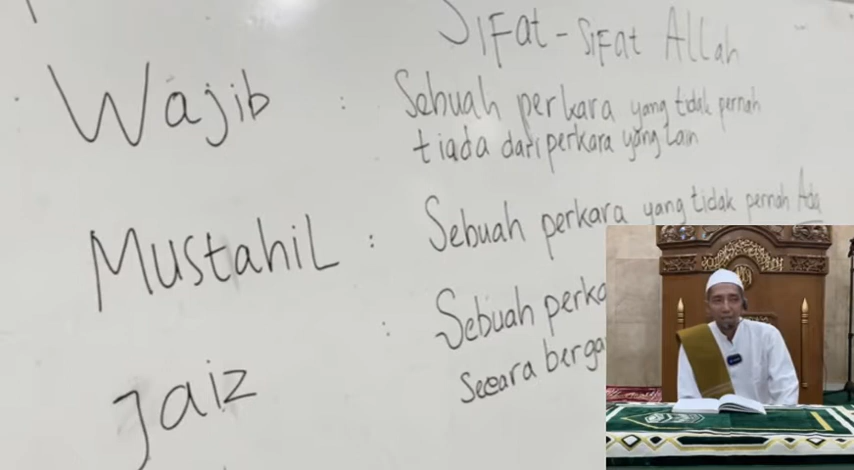 Sifat - Sifat Allah
Wajib : Sebuah perkara yang tidak pernah
tiada dari perkara yang lain
Mustahil : Sebuah perkara yang tidak pernah Ada
Jaiz : Sebuah perka
Secara berga